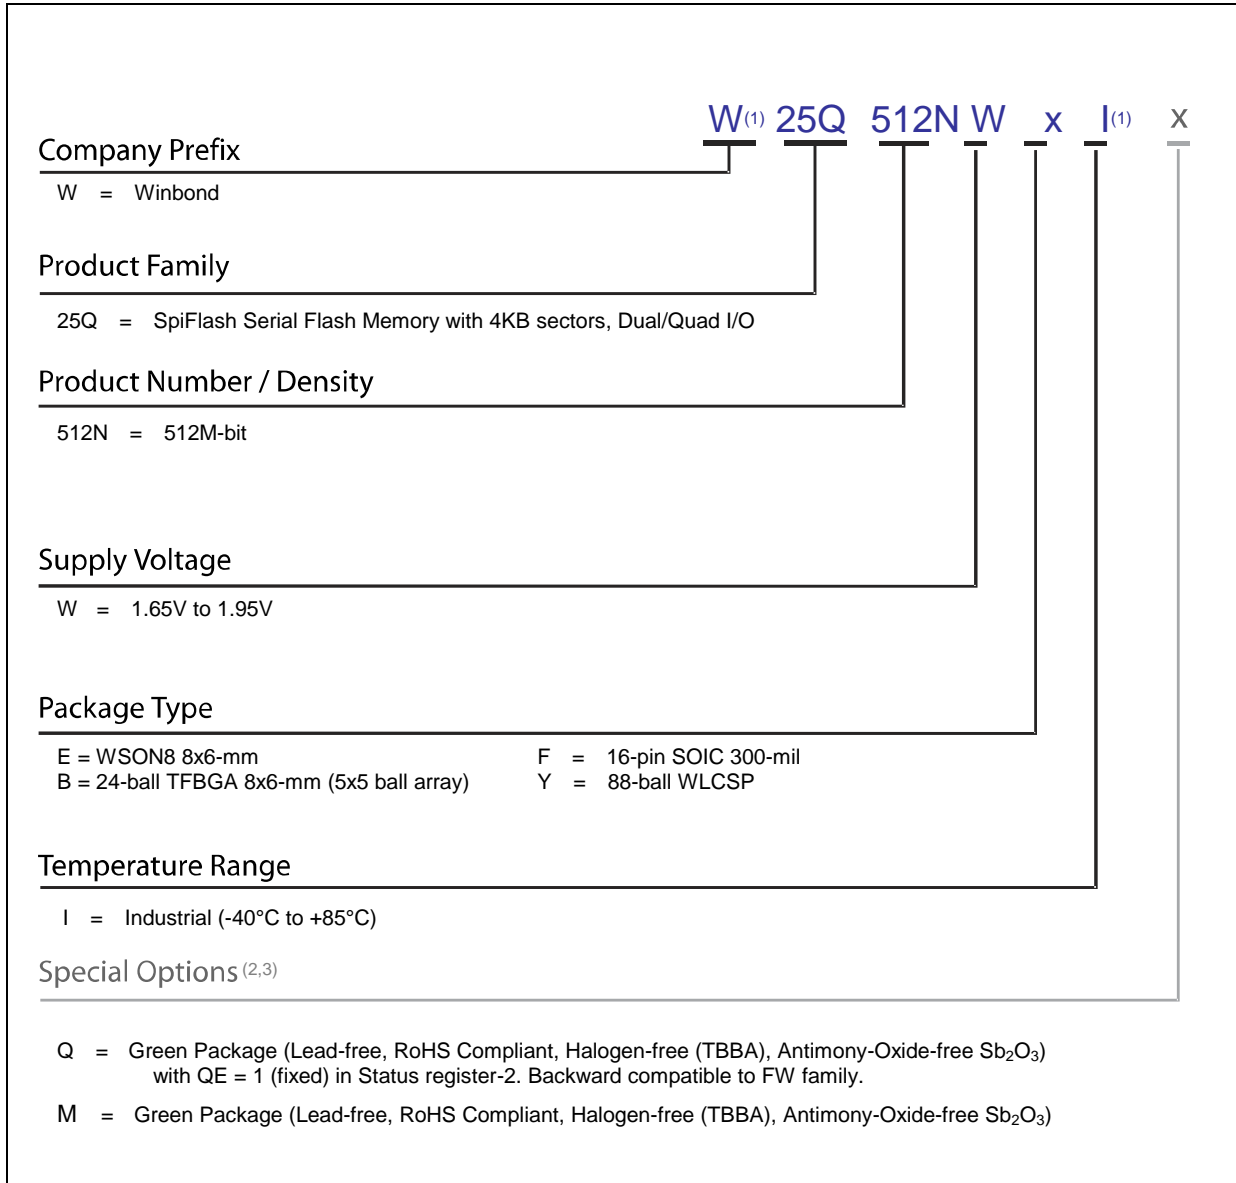 W(1) 25Q 512N W x I(1) x
Company Prefix
W = Winbond
Product Family
25Q = SpiFlash Serial Flash Memory with 4KB sectors, Dual/Quad I/O
Product Number / Density
512N = 512M-bit
Supply Voltage
W = 1.65V to 1.95V
Package Type
E = WSON8 8x6-mm F = 16-pin SOIC 300-mil
B = 24-ball TFBGA 8x6-mm (5x5 ball array) Y = 88-ball WLCSP
Temperature Range
I = Industrial (-40°C to +85°C)
Special Options (2,3)
Q = Green Package (Lead-free, RoHS Compliant, Halogen-free (TBBA), Antimony-Oxide-free Sb₂O₃)
with QE = 1 (fixed) in Status register-2. Backward compatible to FW family.
M = Green Package (Lead-free, RoHS Compliant, Halogen-free (TBBA), Antimony-Oxide-free Sb₂O₃)